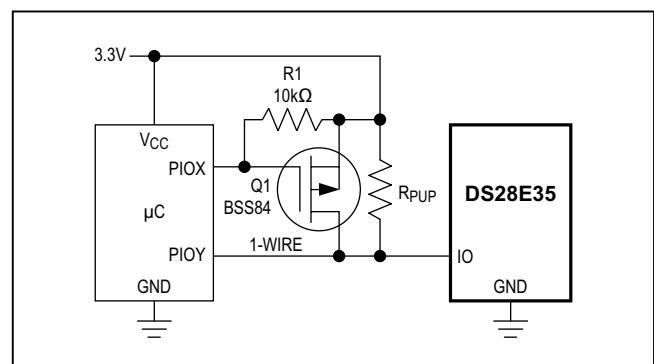 3.3V
R1
10kΩ
VCC
PIOX
Q1
BSS84
RPUP
DS28E35
µC
PIOY
1-WIRE
IO
GND
GND